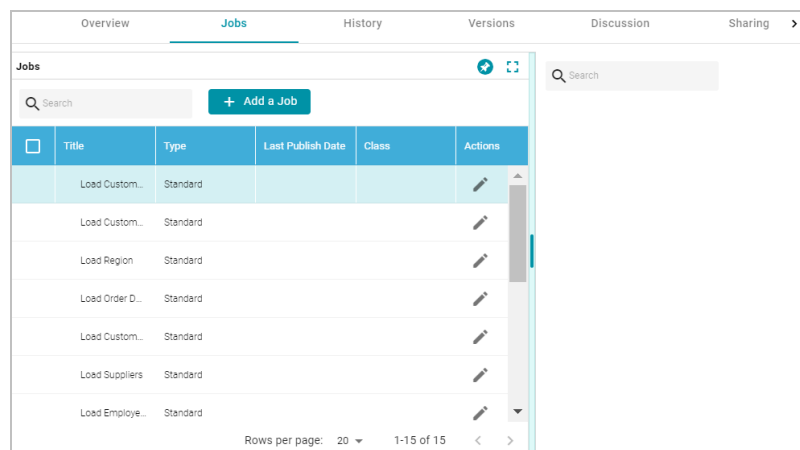 Overview Jobs History Versions Discussion Sharing
Jobs
Search + Add a Job Search
Title Type Last Publish Date Class Actions
Load Custom... Standard
Load Custom... Standard
Load Region Standard
Load Order D... Standard
Load Custom... Standard
Load Suppliers Standard
Load Employe... Standard
Rows per page: 20 1-15 of 15